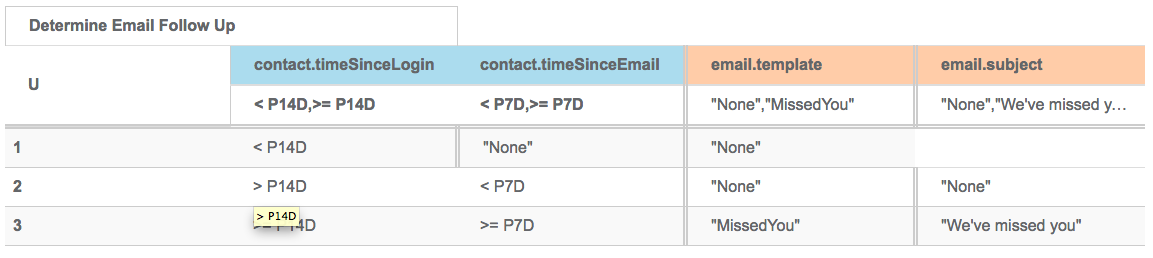 Determine Email Follow Up
U contact.timeSinceLogin contact.timeSinceEmail email.template email.subject
< P14D,>= P14D < P7D,>= P7D "None","MissedYou" "None","We've missed y…
1 < P14D "None" "None"
2 > P14D < P7D "None" "None"
> P14D
3 >= P14D >= P7D "MissedYou" "We've missed you"